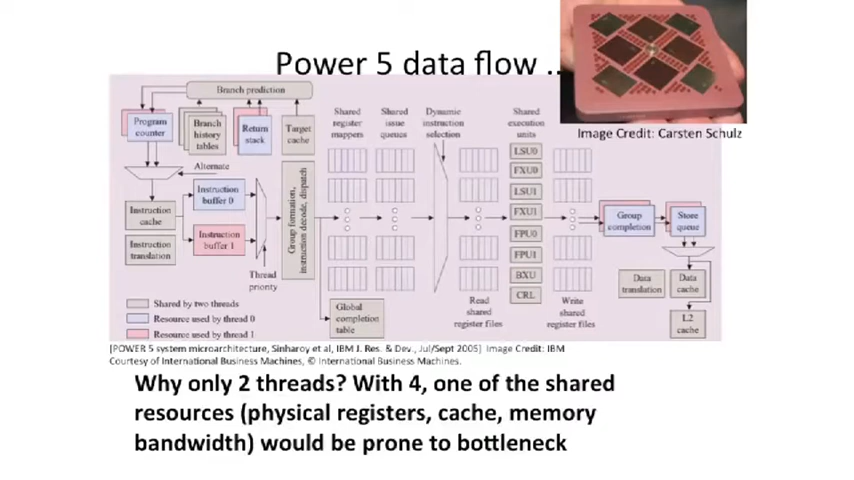 Power 5 data flow ..
Image Credit: Carsten Schulz
Branch prediction
Program
counter
Branch
history
tables
Return
stack
Target
cache
Shared
register
mappers
Shared
issue
queues
Dynamic
instruction
selection
Shared
execution
units
Alternate
Instruction
cache
Instruction
translation
Instruction
buffer 0
Instruction
buffer 1
Thread
priority
Group formation,
instruction decode, dispatch
LSU0
FXU0
LSU1
FXU1
FPU0
FPU1
BXU
CRL
Group
completion
Store
queue
Data
translation
Data
cache
L2
cache
Global
completion
table
Read
shared
register files
Write
shared
register files
Shared by two threads
Resource used by thread 0
Resource used by thread 1
[POWER 5 system microarchitecture, Sinharoy et al, IBM J. Res. & Dev., Jul/Sept 2005] Image Credit: IBM
Courtesy of International Business Machines, © International Business Machines.
Why only 2 threads? With 4, one of the shared
resources (physical registers, cache, memory
bandwidth) would be prone to bottleneck